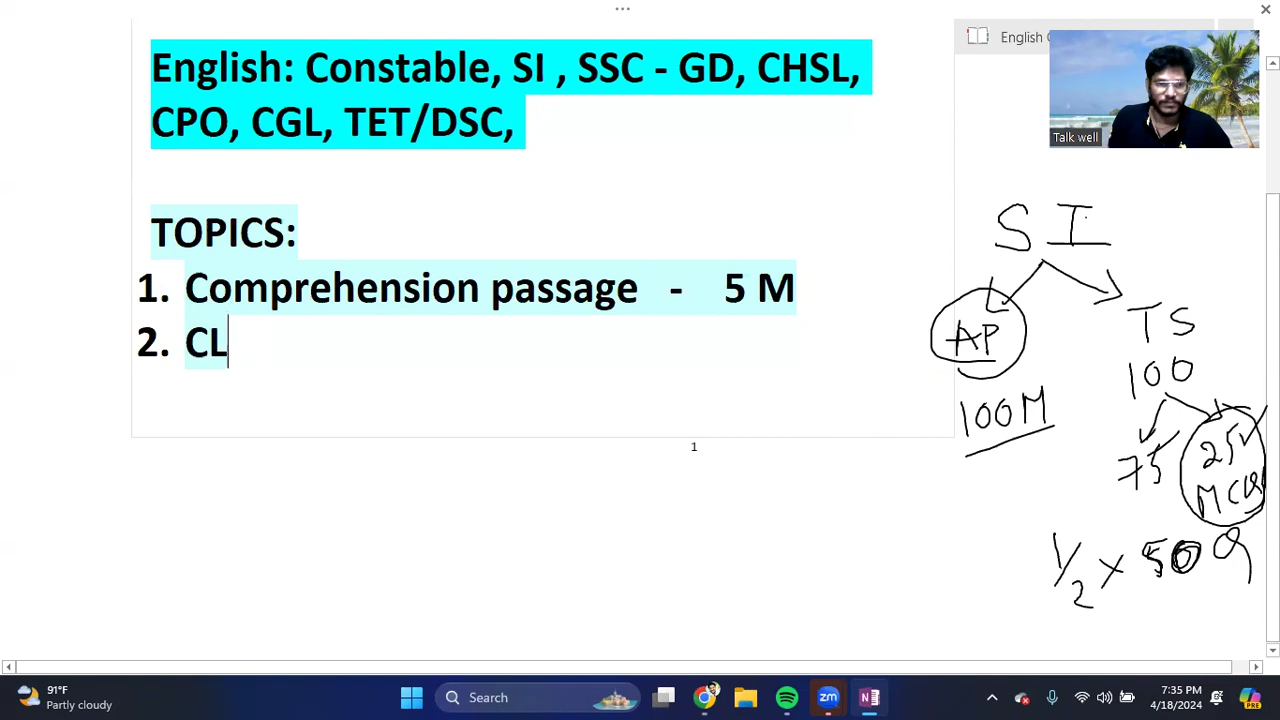 English
Talk well
English: Constable, SI , SSC - GD, CHSL,
CPO, CGL, TET/DSC,
TOPICS:
1. Comprehension passage - 5 M
2. CL
1
S I
AP
TS
100M
100
75
25
MCQ
1/2 x 50 Q
91°F
Partly cloudy
Search
7:35 PM
4/18/2024